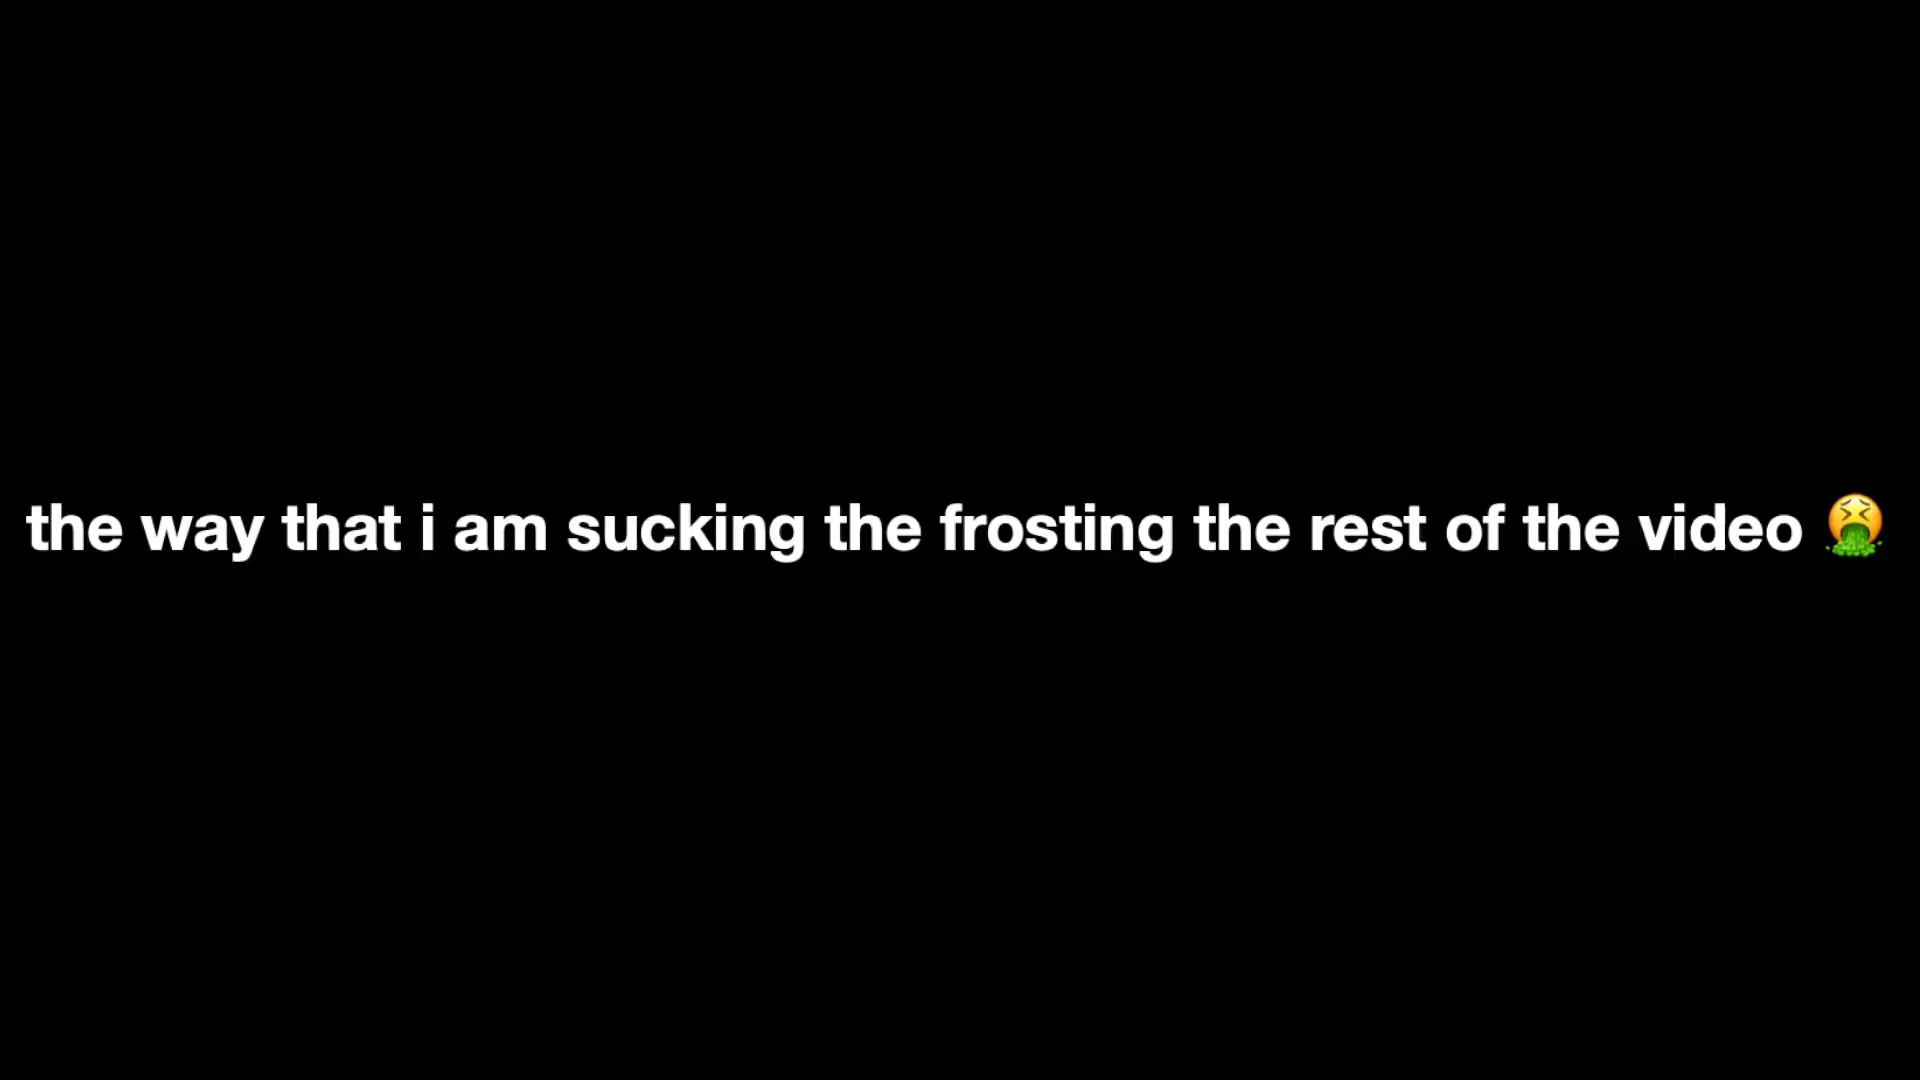 the way that i am sucking the frosting the rest of the video 🤮